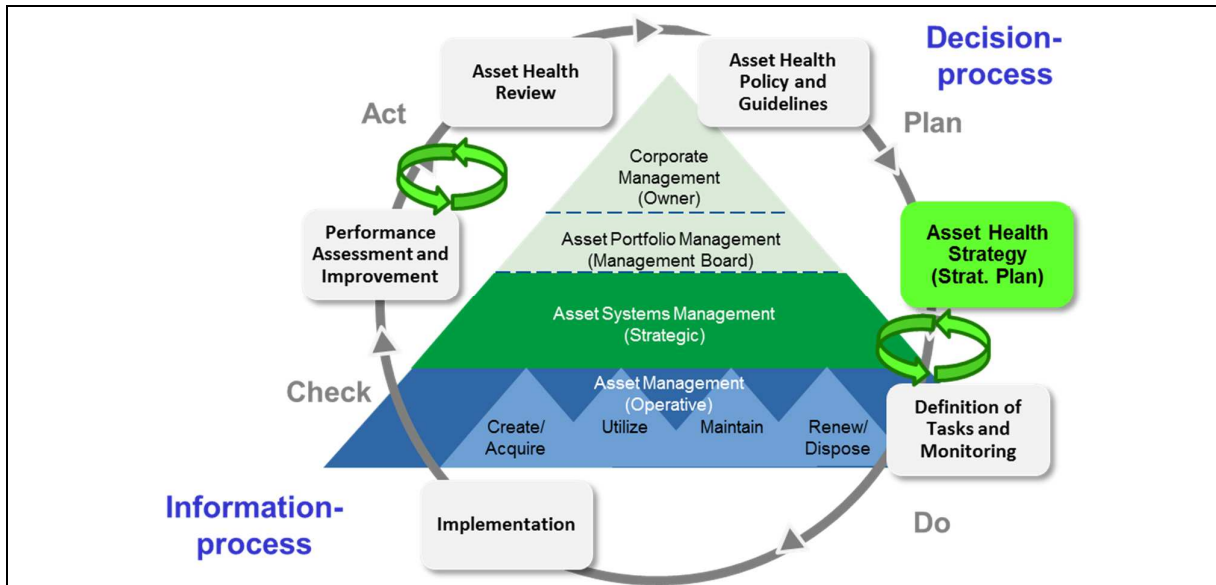 Decision-
process
Asset Health
Review
Asset Health
Policy and
Guidelines
Act
Plan
Corporate
Management
(Owner)
Performance
Assessment and
Improvement
Asset Portfolio Management
(Management Board)
Asset Health
Strategy
(Strat. Plan)
Asset Systems Management
(Strategic)
Check
Asset Management
(Operative)
Create/
Acquire
Utilize
Maintain
Renew/
Dispose
Definition of
Tasks and
Monitoring
Information-
process
Implementation
Do